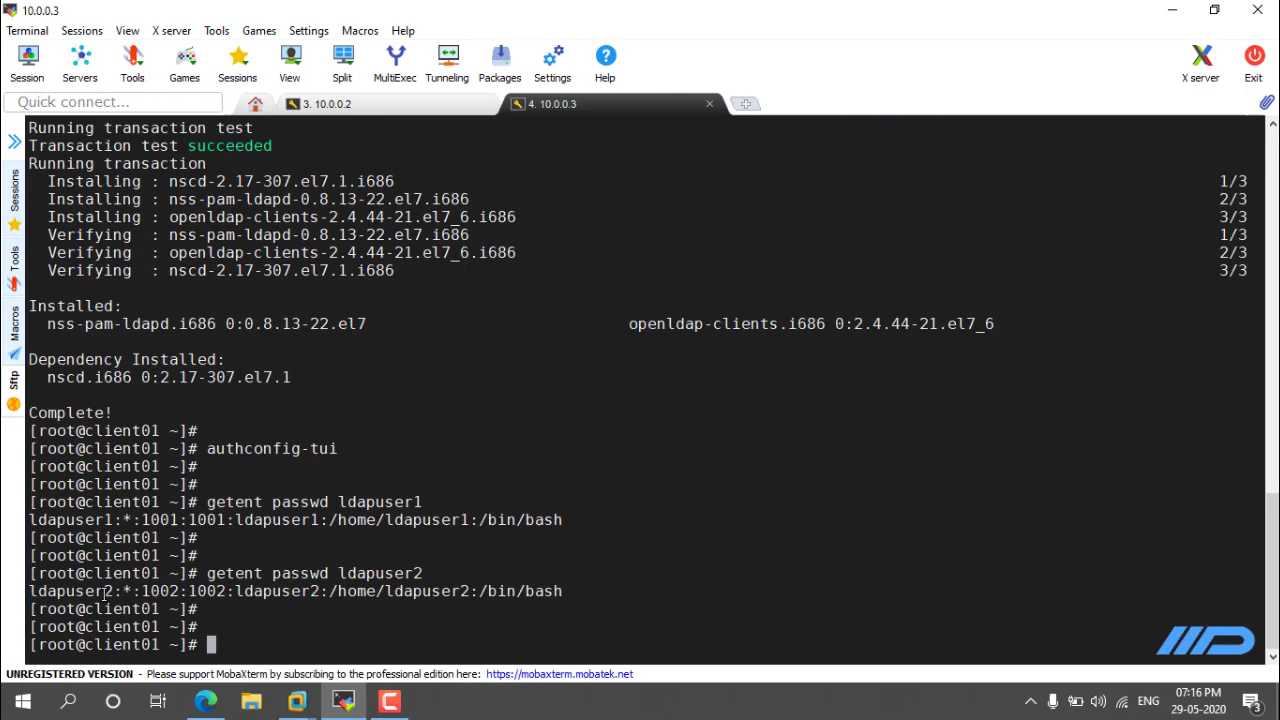 10.0.0.3
Terminal Sessions View X server Tools Games Settings Macros Help
Session Servers Tools Games Sessions View Split MultiExec Tunneling Packages Settings Help X server Exit
Quick connect... 3. 10.0.0.2 4. 10.0.0.3
Sessions
Tools
Macros
Sftp
Running transaction test
Transaction test succeeded
Running transaction
Installing : nscd-2.17-307.el7.1.i686 1/3
Installing : nss-pam-ldapd-0.8.13-22.el7.i686 2/3
Installing : openldap-clients-2.4.44-21.el7_6.i686 3/3
Verifying : nss-pam-ldapd-0.8.13-22.el7.i686 1/3
Verifying : openldap-clients-2.4.44-21.el7_6.i686 2/3
Verifying : nscd-2.17-307.el7.1.i686 3/3
Installed:
nss-pam-ldapd.i686 0:0.8.13-22.el7 openldap-clients.i686 0:2.4.44-21.el7_6
Dependency Installed:
nscd.i686 0:2.17-307.el7.1
Complete!
[root@client01 ~]#
[root@client01 ~]# authconfig-tui
[root@client01 ~]#
[root@client01 ~]#
[root@client01 ~]# getent passwd ldapuser1
ldapuser1:*:1001:1001:ldapuser1:/home/ldapuser1:/bin/bash
[root@client01 ~]#
[root@client01 ~]#
[root@client01 ~]# getent passwd ldapuser2
ldapuser2:*:1002:1002:ldapuser2:/home/ldapuser2:/bin/bash
[root@client01 ~]#
[root@client01 ~]#
[root@client01 ~]#
UNREGISTERED VERSION - Please support MobaXterm by subscribing to the professional edition here: https://mobaxterm.mobatek.net
ENG 07:16 PM
29-05-2020 3